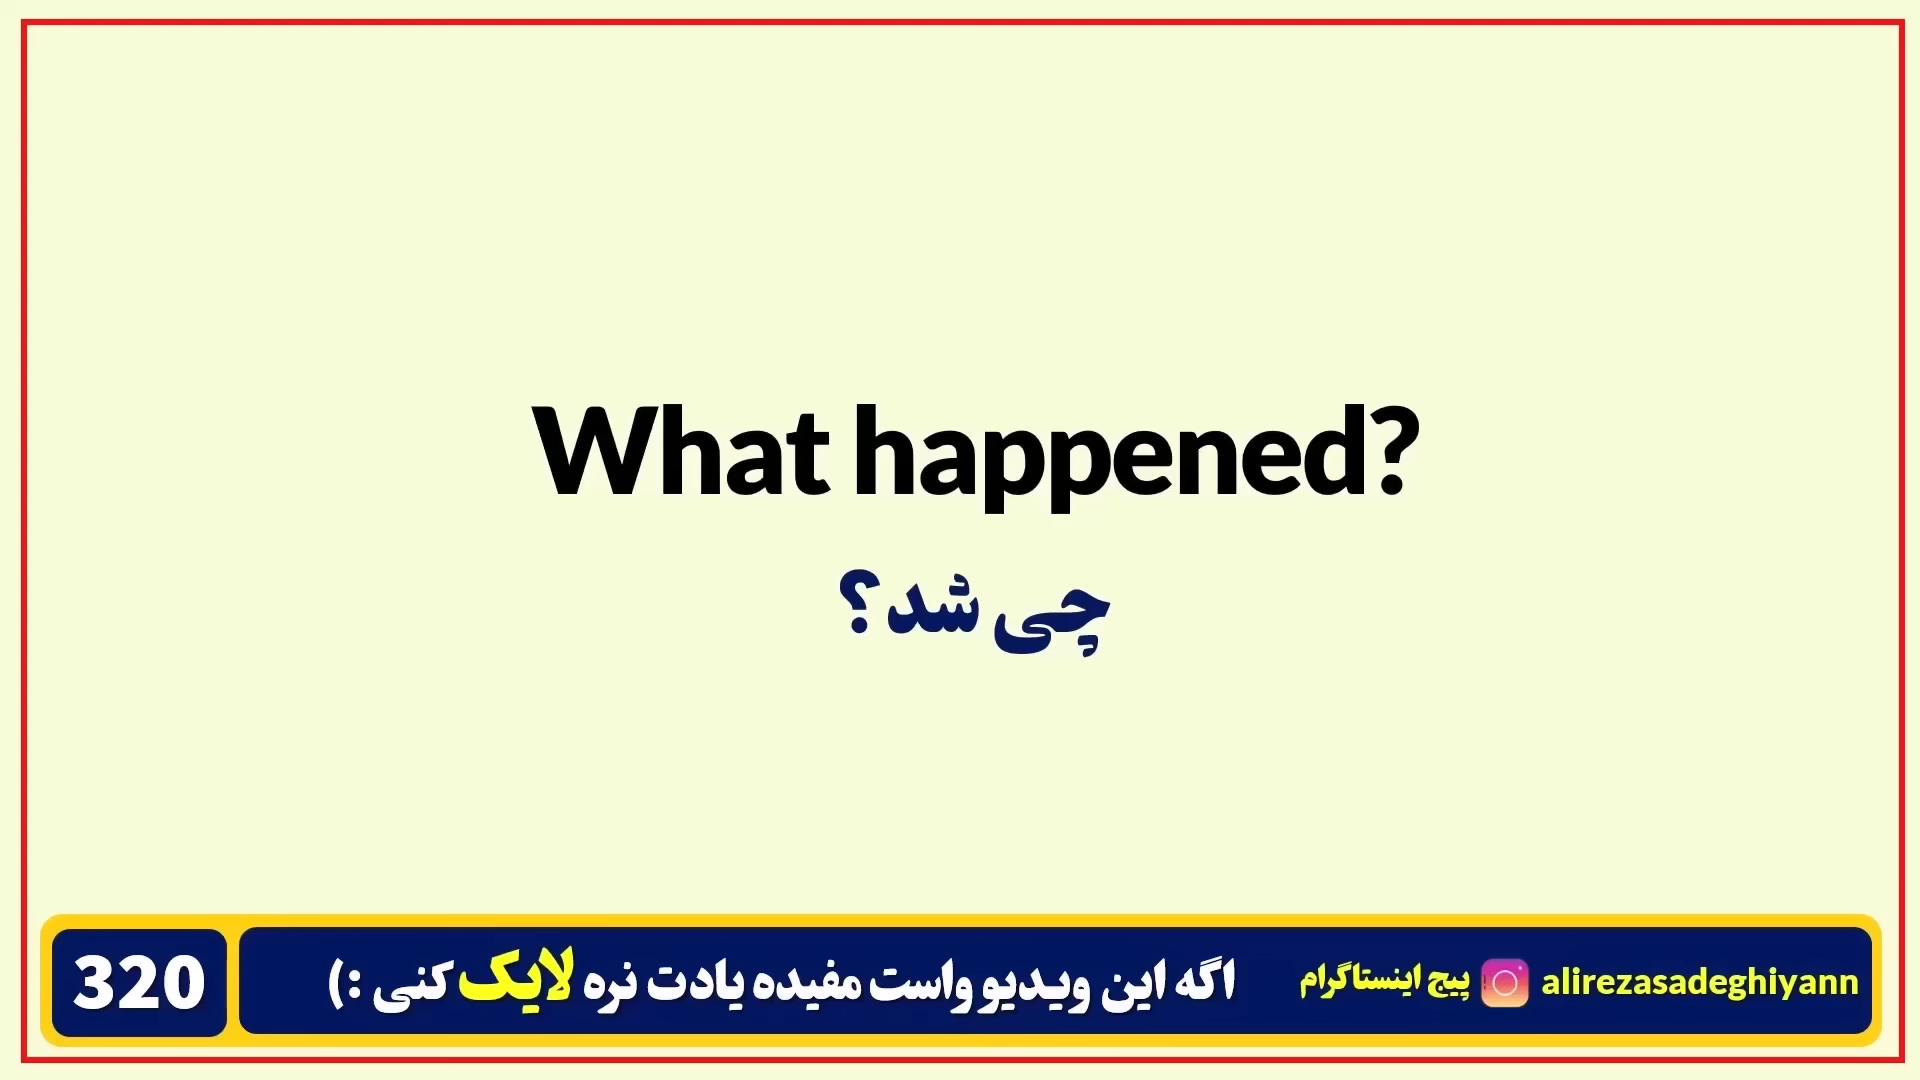 What happened?
چی شد؟
320
اگه این ویدیو واست مفیده یادت نره لایک کنی :)
پیج اینستاگرام
alirezasadeghiyann